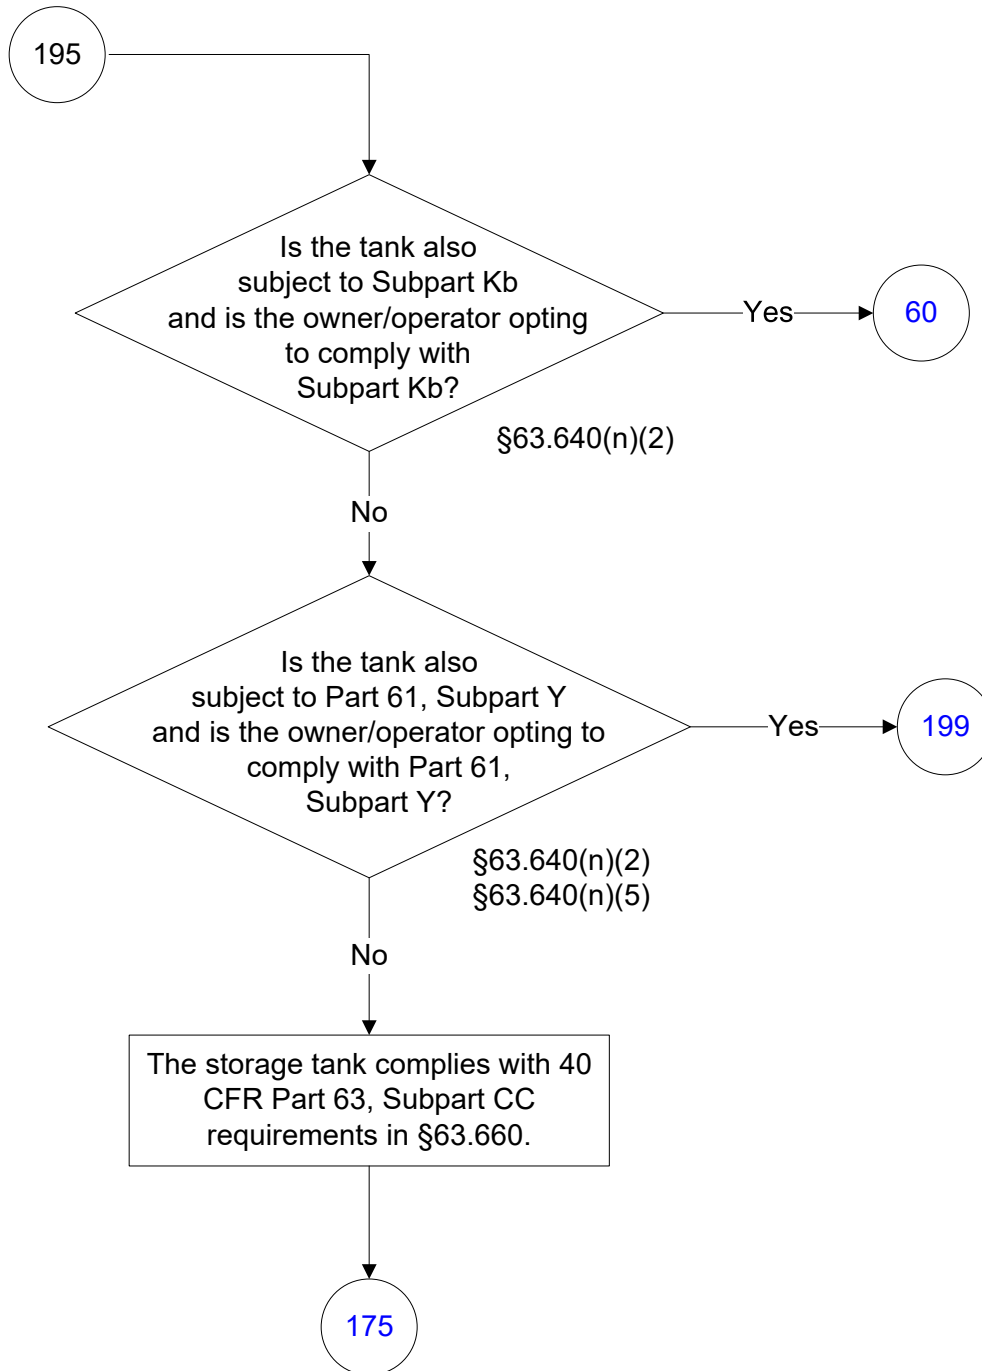 195
Is the tank also
subject to Subpart Kb
and is the owner/operator opting
to comply with
Subpart Kb?
Yes
60
§63.640(n)(2)
No
Is the tank also
subject to Part 61, Subpart Y
and is the owner/operator opting to
comply with Part 61,
Subpart Y?
Yes
199
§63.640(n)(2)
§63.640(n)(5)
No
The storage tank complies with 40
CFR Part 63, Subpart CC
requirements in §63.660.
175